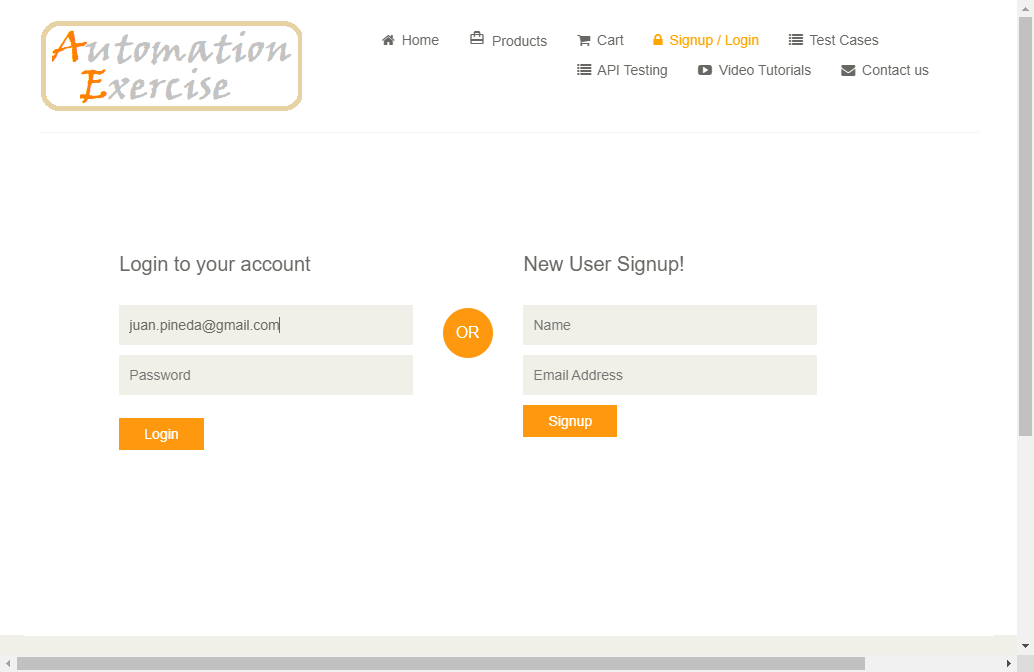 Automation
Exercise
Home Products Cart Signup / Login Test Cases
API Testing Video Tutorials Contact us
Login to your account
juan.pineda@gmail.com
Password
Login
OR
New User Signup!
Name
Email Address
Signup